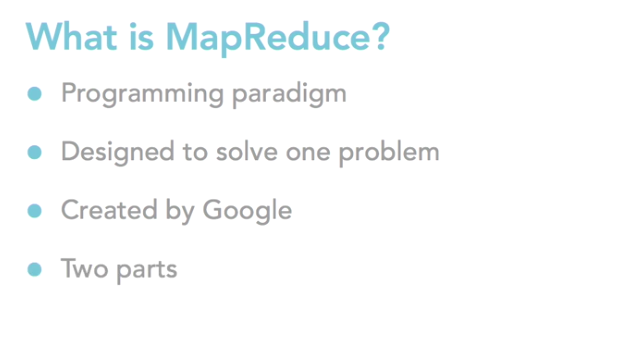 What is MapReduce?
● Programming paradigm
● Designed to solve one problem
● Created by Google
● Two parts